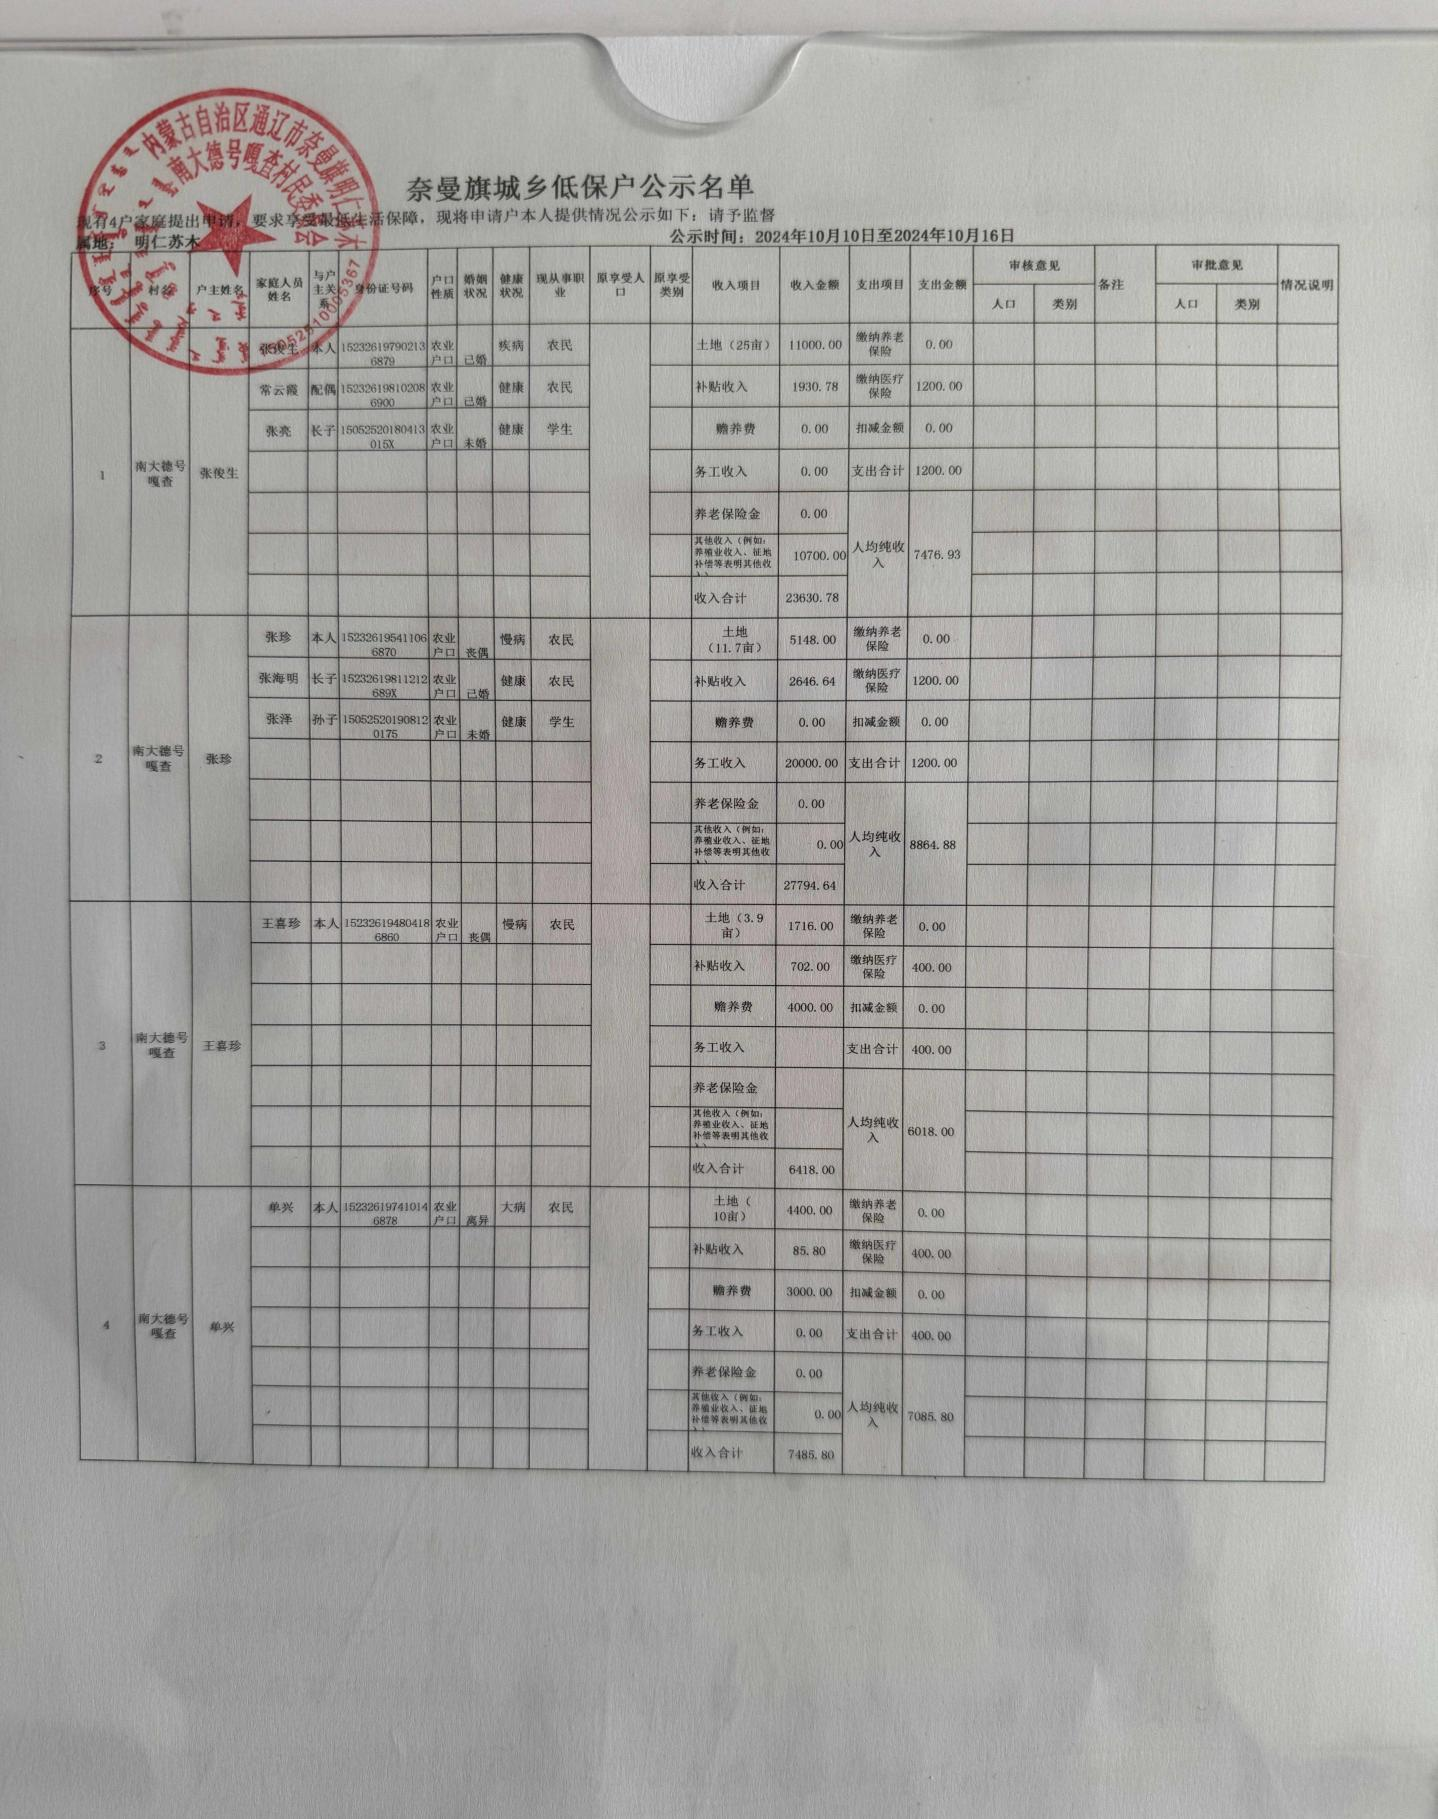 内蒙古自治区通辽市奈曼旗明仁苏木
南大德号嘎查村民委员会
15052510005367
奈曼旗城乡低保户公示名单
现有4户家庭提出申请，要求享受最低生活保障，现将申请户本人提供情况公示如下：请予监督
属地： 明仁苏木 公示时间：2024年10月10日至2024年10月16日
序号 村名 户主姓名 家庭人员姓名 与户主关系 身份证号码 户口性质 婚姻状况 健康状况 现从事职业 原享受人口 原享受类别 收入项目 收入金额 支出项目 支出金额 审核意见 备注 审批意见 情况说明
人口 类别 人口 类别
1 南大德号嘎查 张俊生
张俊生 本人 152326197902136879 农业户口 已婚 疾病 农民 土地（25亩） 11000.00 缴纳养老保险 0.00
常云霞 配偶 152326198102086900 农业户口 已婚 健康 农民 补贴收入 1930.78 缴纳医疗保险 1200.00
张亮 长子 15052520180413015X 农业户口 未婚 健康 学生 赡养费 0.00 扣减金额 0.00
务工收入 0.00 支出合计 1200.00
养老保险金 0.00 人均纯收入 7476.93
其他收入（例如：养殖业收入、征地补偿等表明其他收 10700.00
收入合计 23630.78
2 南大德号嘎查 张珍
张珍 本人 152326195411066870 农业户口 丧偶 慢病 农民 土地（11.7亩） 5148.00 缴纳养老保险 0.00
张海明 长子 15232619811212689X 农业户口 已婚 健康 农民 补贴收入 2646.64 缴纳医疗保险 1200.00
张泽 孙子 150525201908120175 农业户口 未婚 健康 学生 赡养费 0.00 扣减金额 0.00
务工收入 20000.00 支出合计 1200.00
养老保险金 0.00 人均纯收入 8864.88
其他收入（例如：养殖业收入、征地补偿等表明其他收 0.00
收入合计 27794.64
3 南大德号嘎查 王喜珍
王喜珍 本人 152326194804186860 农业户口 丧偶 慢病 农民 土地（3.9亩） 1716.00 缴纳养老保险 0.00
补贴收入 702.00 缴纳医疗保险 400.00
赡养费 4000.00 扣减金额 0.00
务工收入 支出合计 400.00
养老保险金 人均纯收入 6018.00
其他收入（例如：养殖业收入、征地补偿等表明其他收
收入合计 6418.00
4 南大德号嘎查 单兴
单兴 本人 152326197410146878 农业户口 离异 大病 农民 土地（10亩） 4400.00 缴纳养老保险 0.00
补贴收入 85.80 缴纳医疗保险 400.00
赡养费 3000.00 扣减金额 0.00
务工收入 0.00 支出合计 400.00
养老保险金 0.00 人均纯收入 7085.80
其他收入（例如：养殖业收入、征地补偿等表明其他收 0.00
收入合计 7485.80